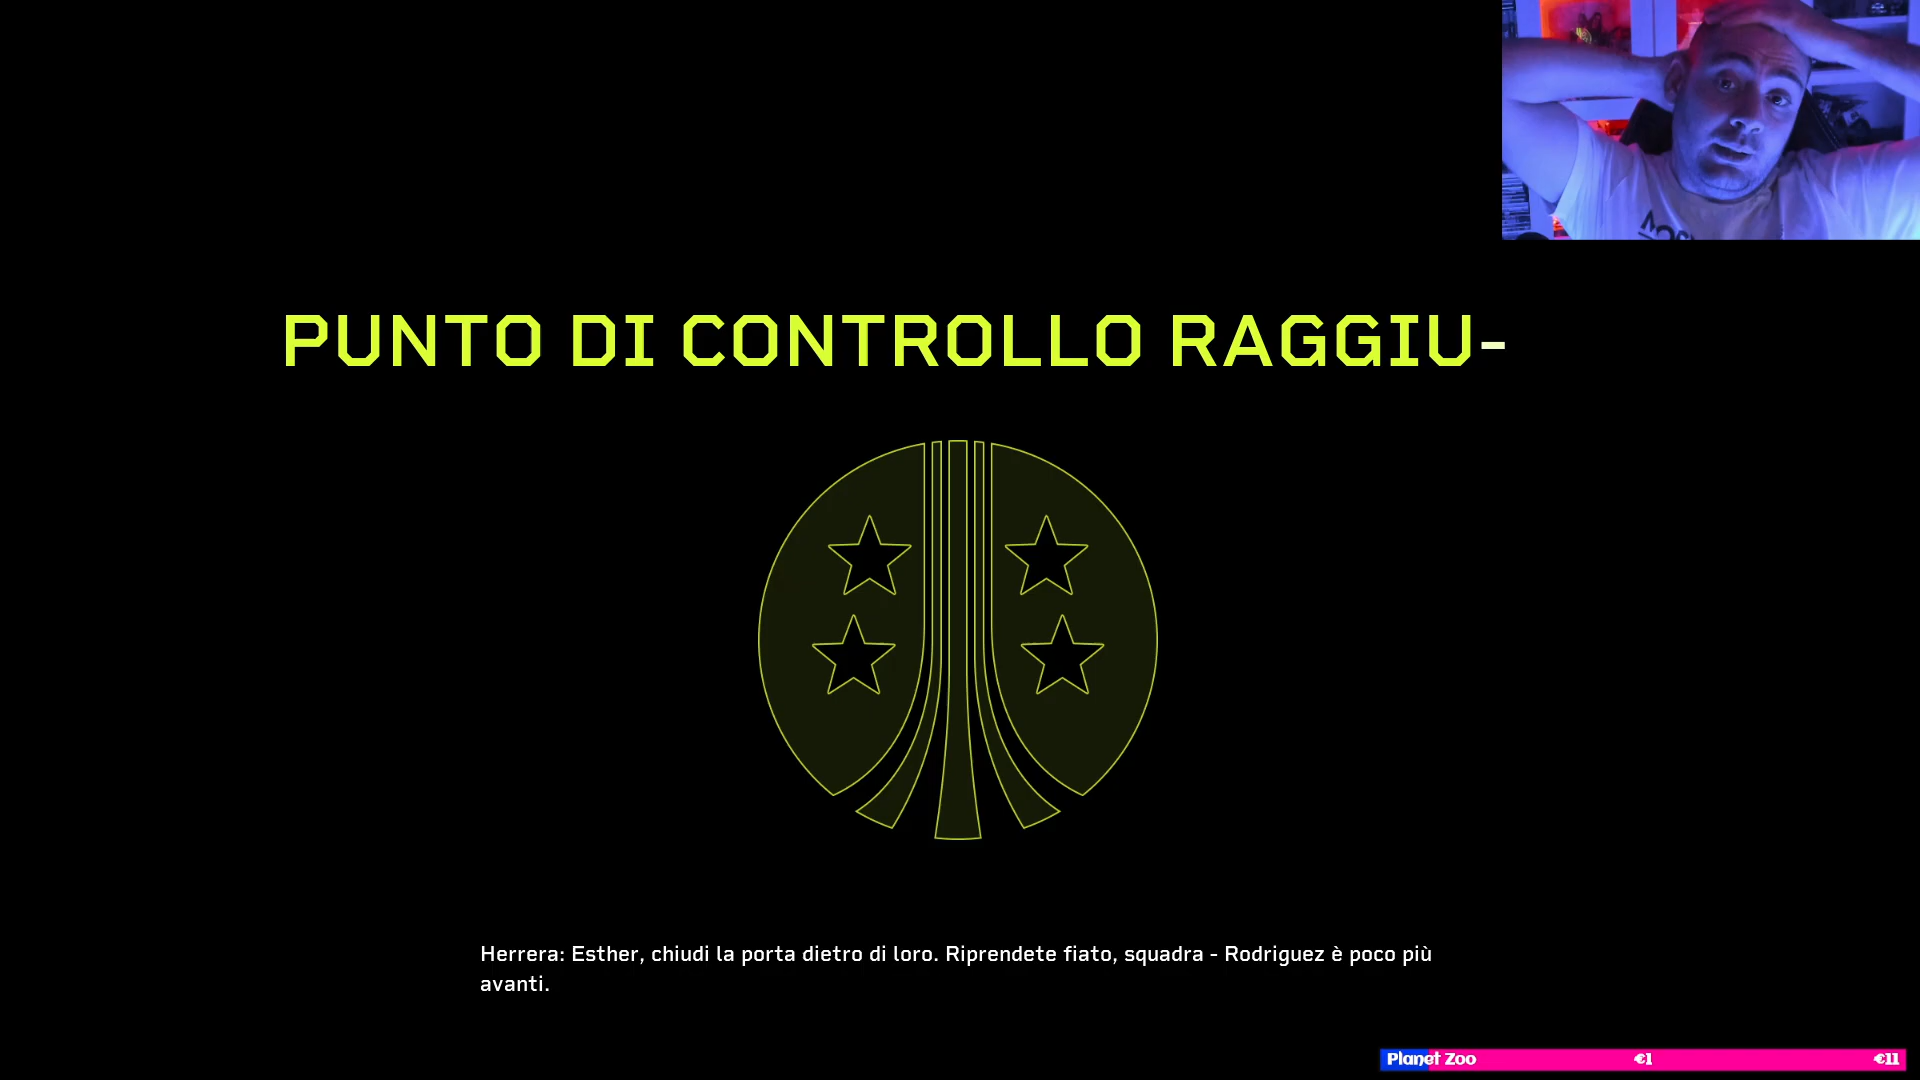 PUNTO DI CONTROLLO RAGGIU-
Herrera: Esther, chiudi la porta dietro di loro. Riprendete fiato, squadra - Rodriguez è poco più
avanti.
Planet Zoo €1 €11